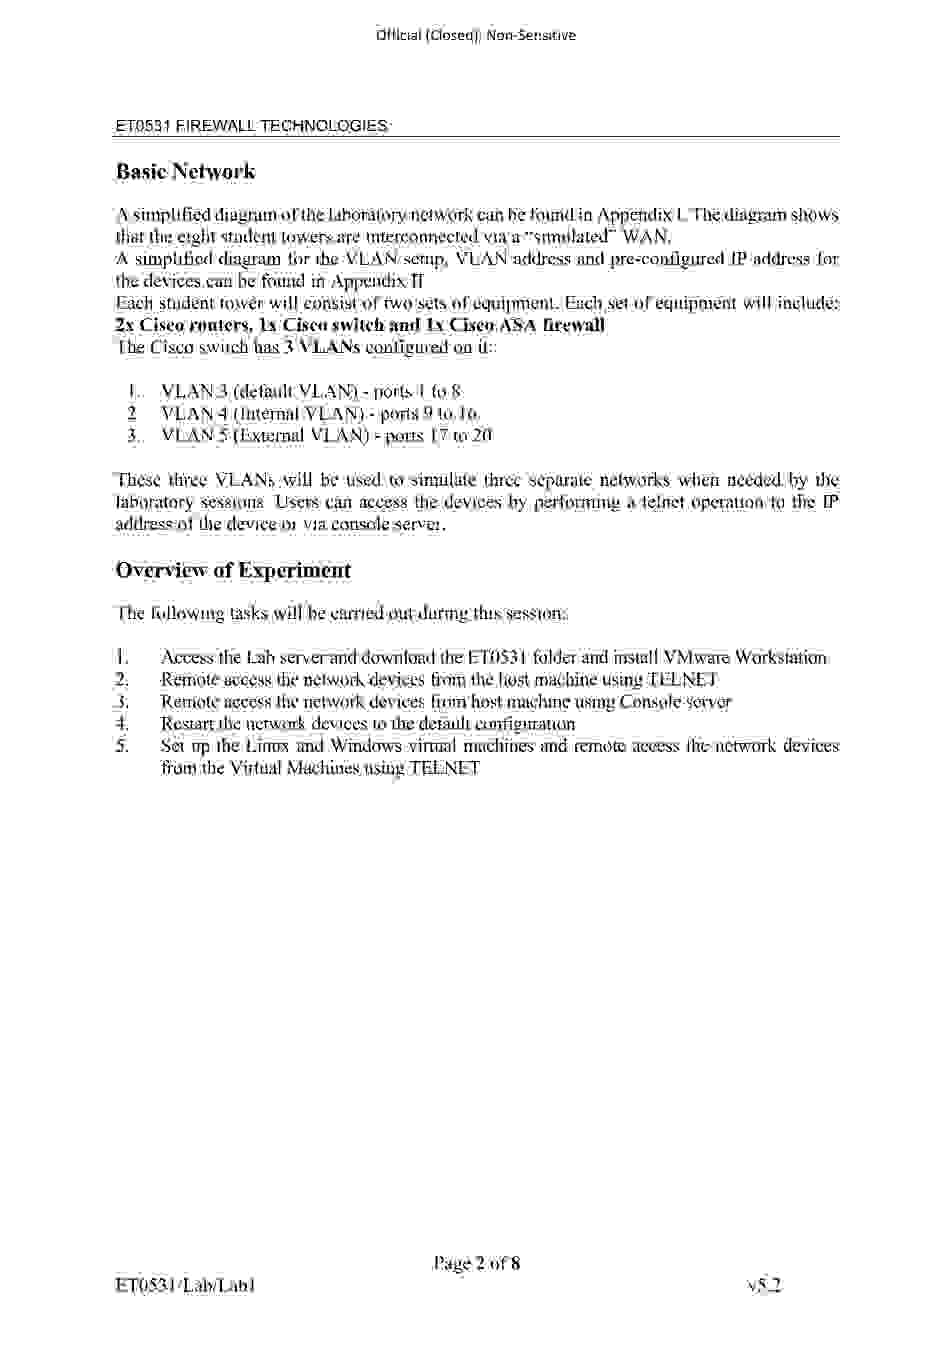 Official (Closed), Non-Sensitive
ET0531 FIREWALL TECHNOLOGIES
Basic Network
A simplified diagram of the laboratory network can be found in Appendix I. The diagram shows
that the eight student towers are interconnected via a “simulated” WAN.
A simplified diagram for the VLAN setup, VLAN address and pre-configured IP address for
the devices can be found in Appendix II
Each student tower will consist of two sets of equipment. Each set of equipment will include:
2x Cisco routers, 1x Cisco switch and 1x Cisco ASA firewall
The Cisco switch has 3 VLANs configured on it:
1. VLAN 3 (default VLAN) - ports 1 to 8
2. VLAN 4 (Internal VLAN) - ports 9 to 16
3. VLAN 5 (External VLAN) - ports 17 to 20
These three VLANs will be used to simulate three separate networks when needed by the
laboratory sessions. Users can access the devices by performing a telnet operation to the IP
address of the device or via console server.
Overview of Experiment
The following tasks will be carried out during this session:
1. Access the Lab server and download the ET0531 folder and install VMware Workstation
2. Remote access the network devices from the host machine using TELNET
3. Remote access the network devices from host machine using Console server
4. Restart the network devices to the default configuration
5. Set up the Linux and Windows virtual machines and remote access the network devices
from the Virtual Machines using TELNET
Page 2 of 8
ET0531/Lab/Lab1 v5.2